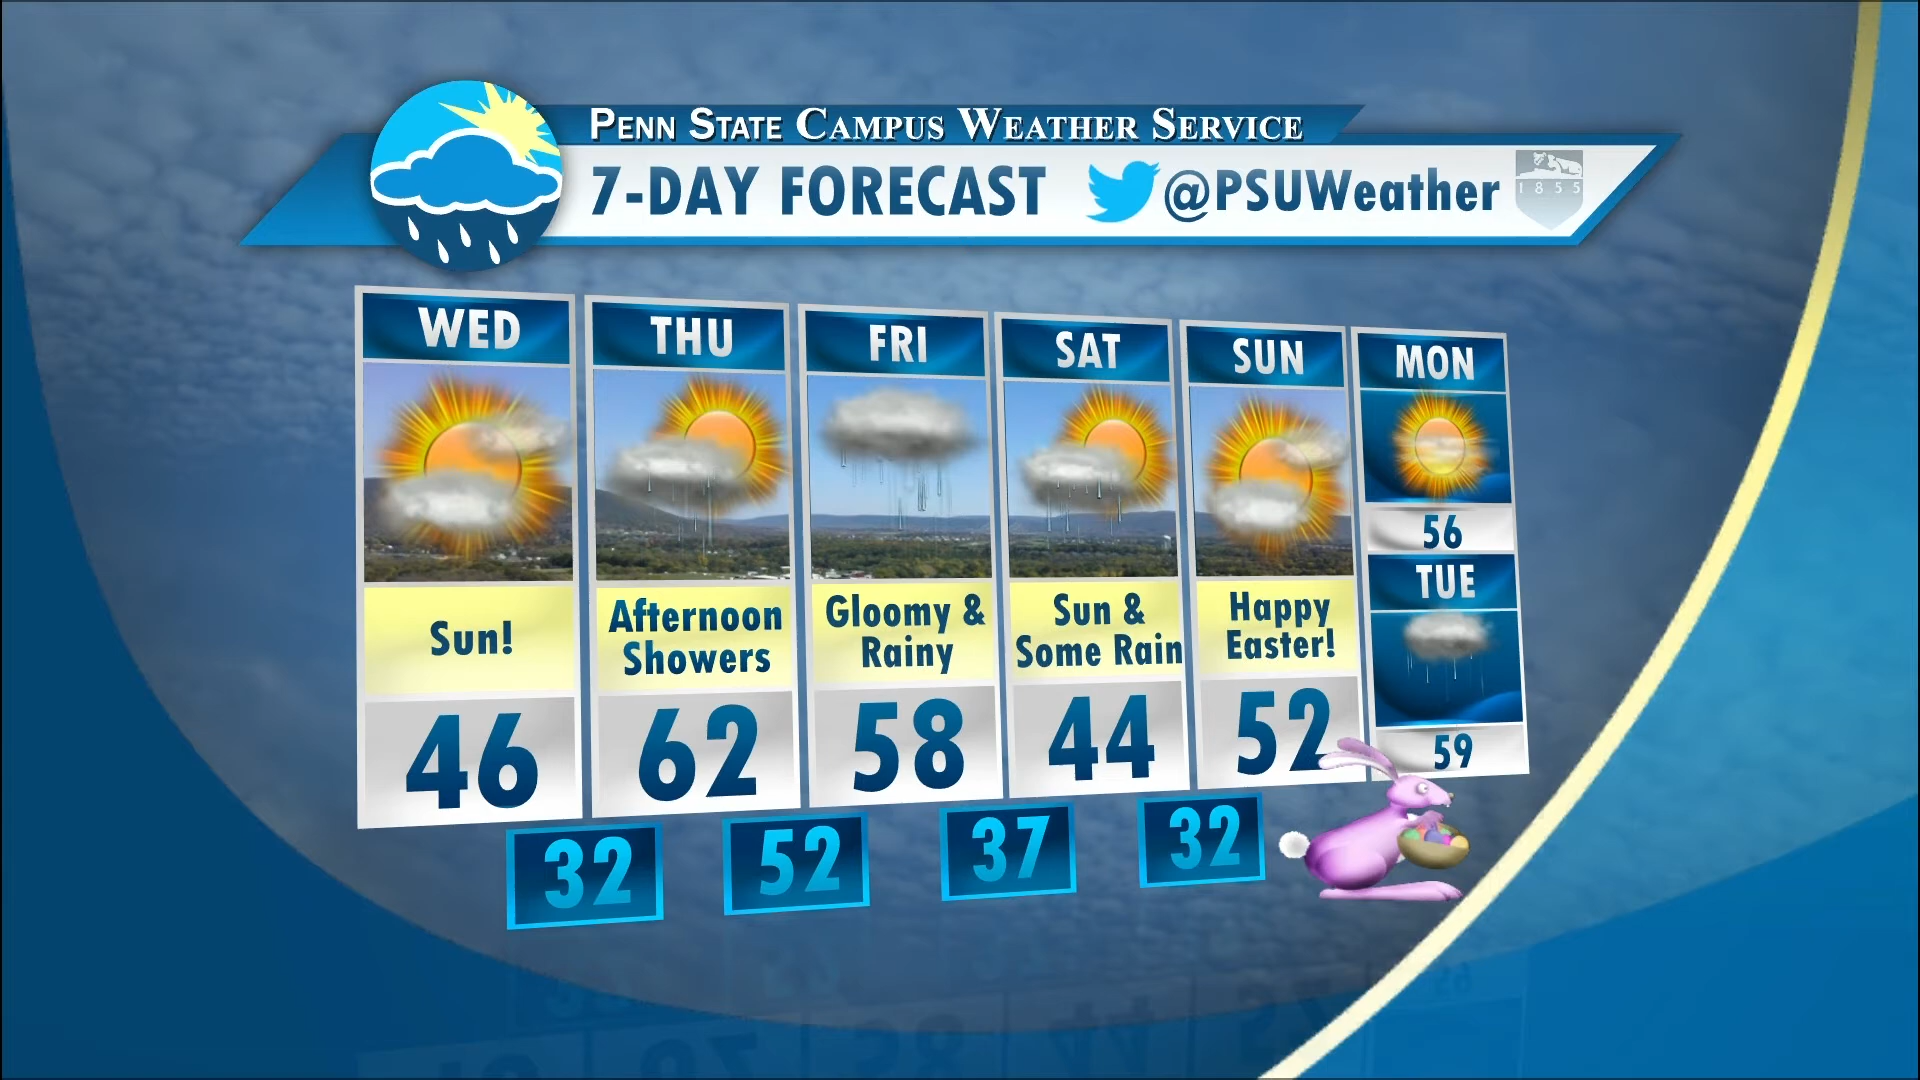 PENN STATE CAMPUS WEATHER SERVICE
7-DAY FORECAST @PSUWeather
1855
WED
Sun!
46
THU
Afternoon
Showers
62
FRI
Gloomy &
Rainy
58
SAT
Sun &
Some Rain
44
SUN
Happy
Easter!
52
MON
56
TUE
59
32
52
37
32